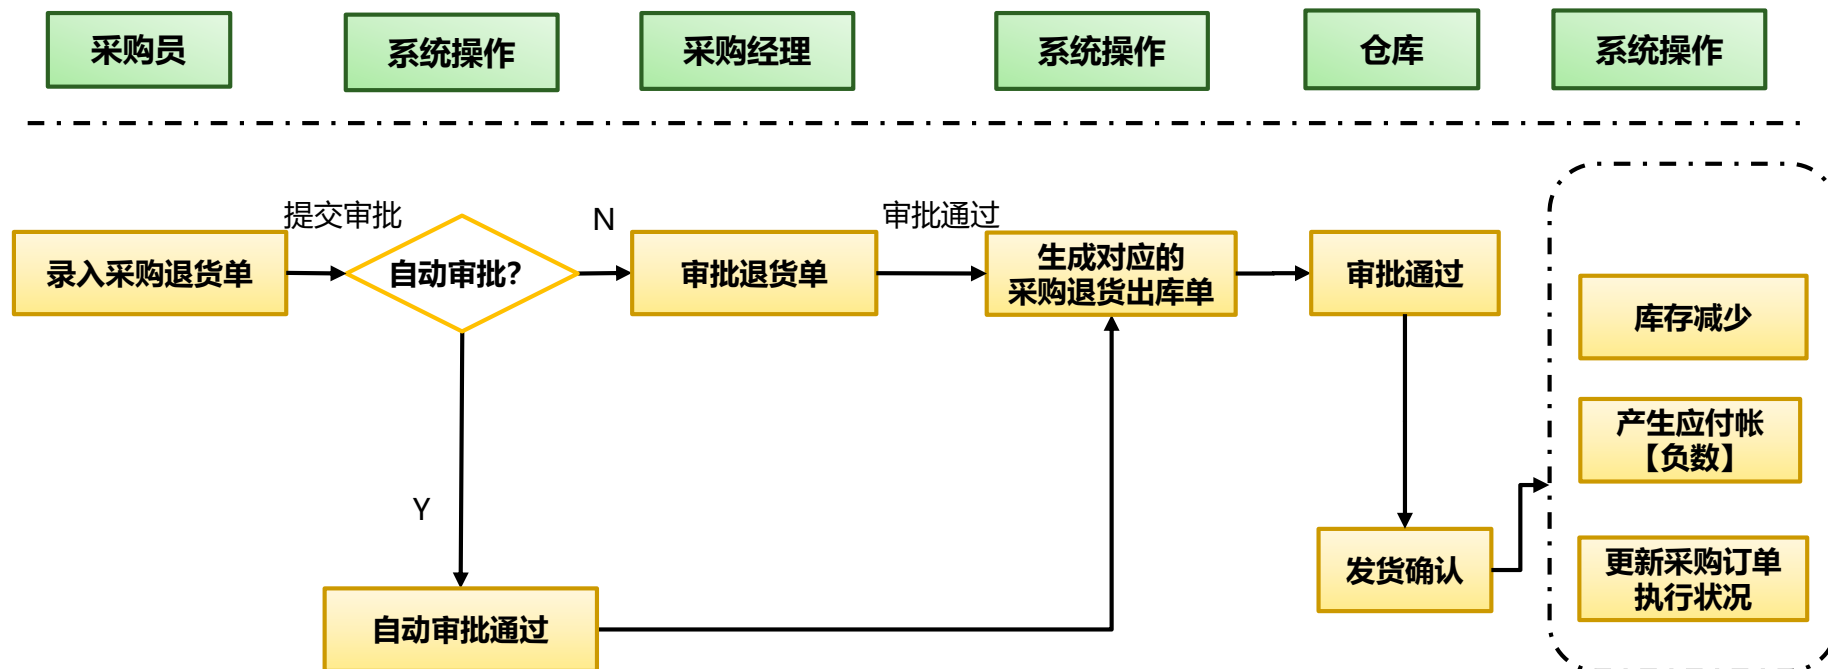 采购员
系统操作
采购经理
系统操作
仓库
系统操作
提交审批
N
审批通过
录入采购退货单
自动审批?
审批退货单
生成对应的
采购退货出库单
审批通过
库存减少
产生应付帐
【负数】
Y
发货确认
更新采购订单
执行状况
自动审批通过